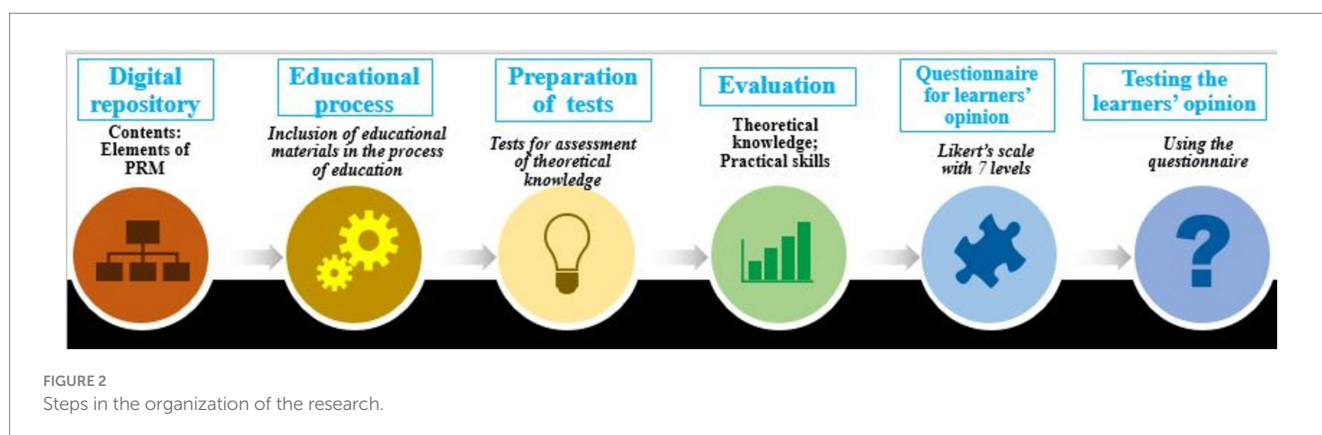 Digital
repository
Contents:
Elements of
PRM
Educational
process
Inclusion of educational
materials in the process
of education
Preparation
of tests
Tests for assessment
of theoretical
knowledge
Evaluation
Theoretical
knowledge;
Practical skills
Questionnaire
for learners'
opinion
Likert's scale
with 7 levels
Testing the
learners' opinion
Using the
questionnaire
?
FIGURE 2
Steps in the organization of the research.